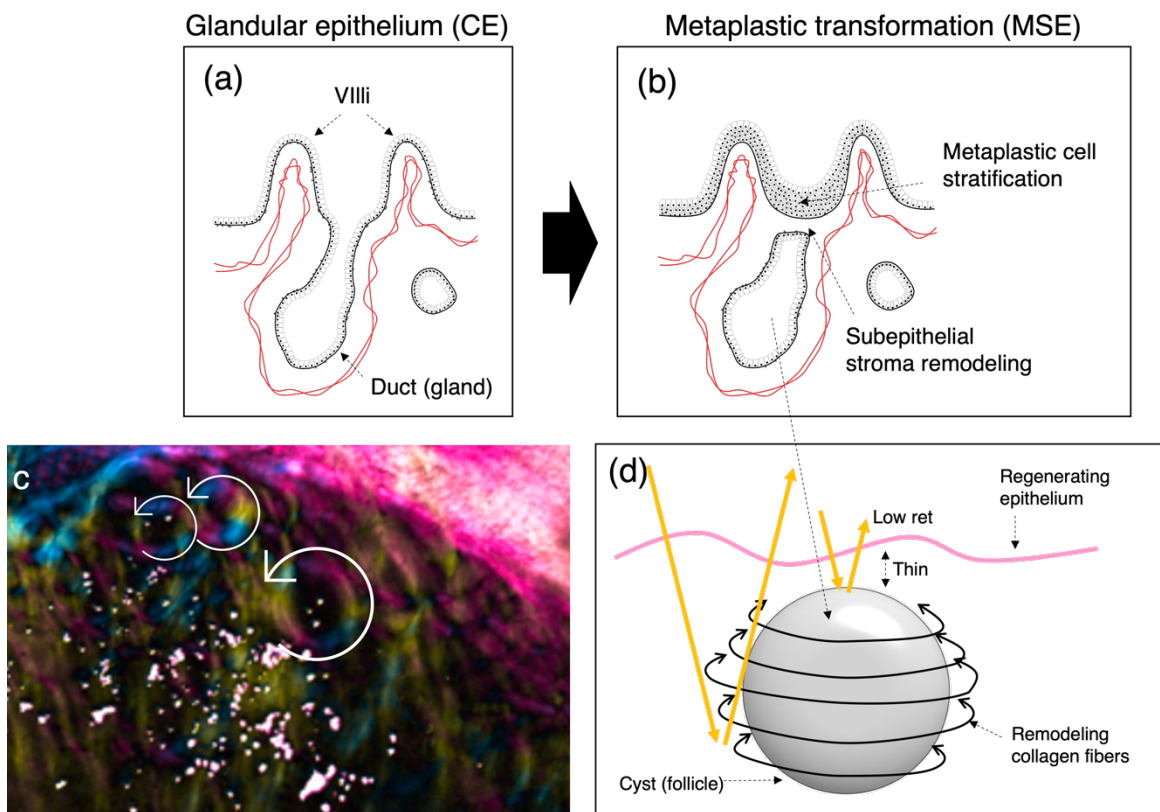 Glandular epithelium (CE)
Metaplastic transformation (MSE)
(a)
VIlli
Duct (gland)
(b)
Metaplastic cell
stratification
Subepithelial
stroma remodeling
c
(d)
Regenerating
epithelium
Low ret
Thin
Remodeling
collagen fibers
Cyst (follicle)